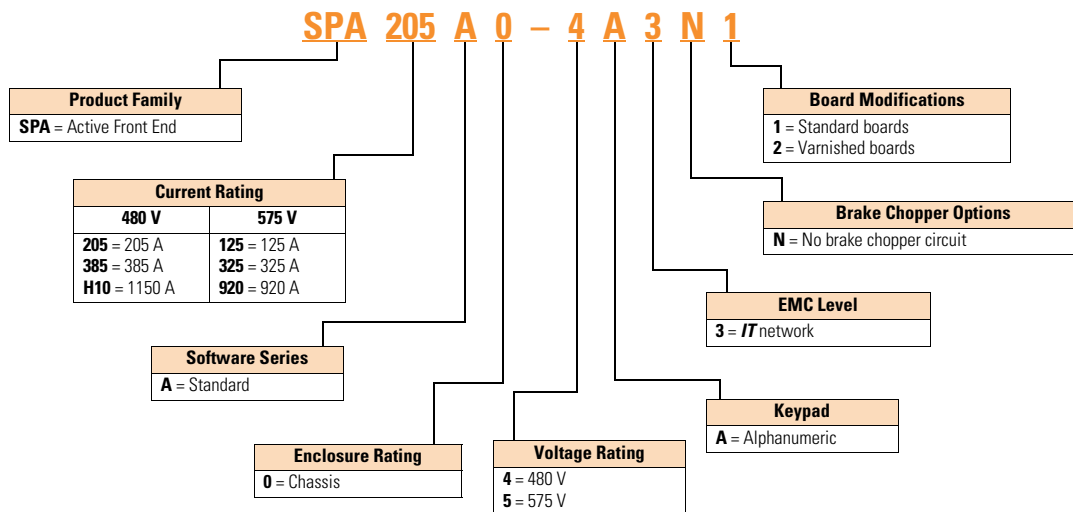 SPA 205 A 0 – 4 A 3 N 1
Product Family
SPA = Active Front End
Current Rating
480 V 575 V
205 = 205 A 125 = 125 A
385 = 385 A 325 = 325 A
H10 = 1150 A 920 = 920 A
Software Series
A = Standard
Enclosure Rating
0 = Chassis
Voltage Rating
4 = 480 V
5 = 575 V
Keypad
A = Alphanumeric
EMC Level
3 = IT network
Brake Chopper Options
N = No brake chopper circuit
Board Modifications
1 = Standard boards
2 = Varnished boards